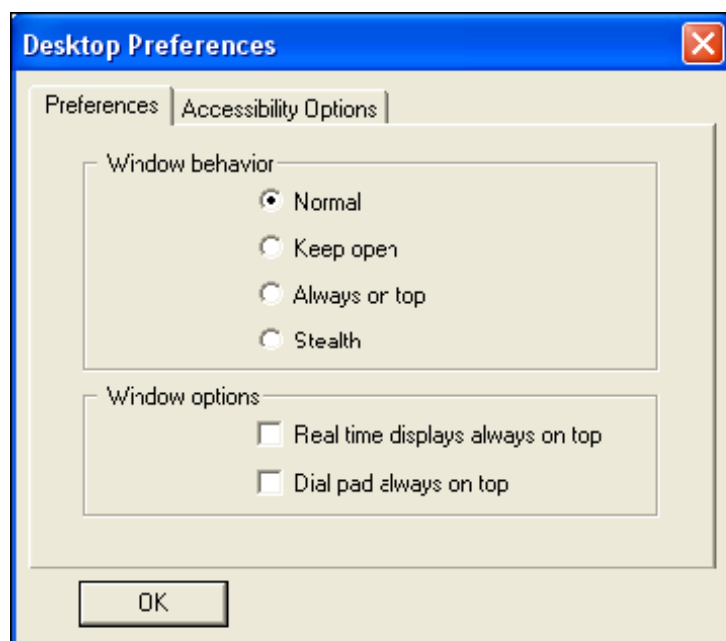 Desktop Preferences
Preferences
Accessibility Options
Window behavior
Normal
Keep open
Always on top
Stealth
Window options
Real time displays always on top
Dial pad always on top
OK